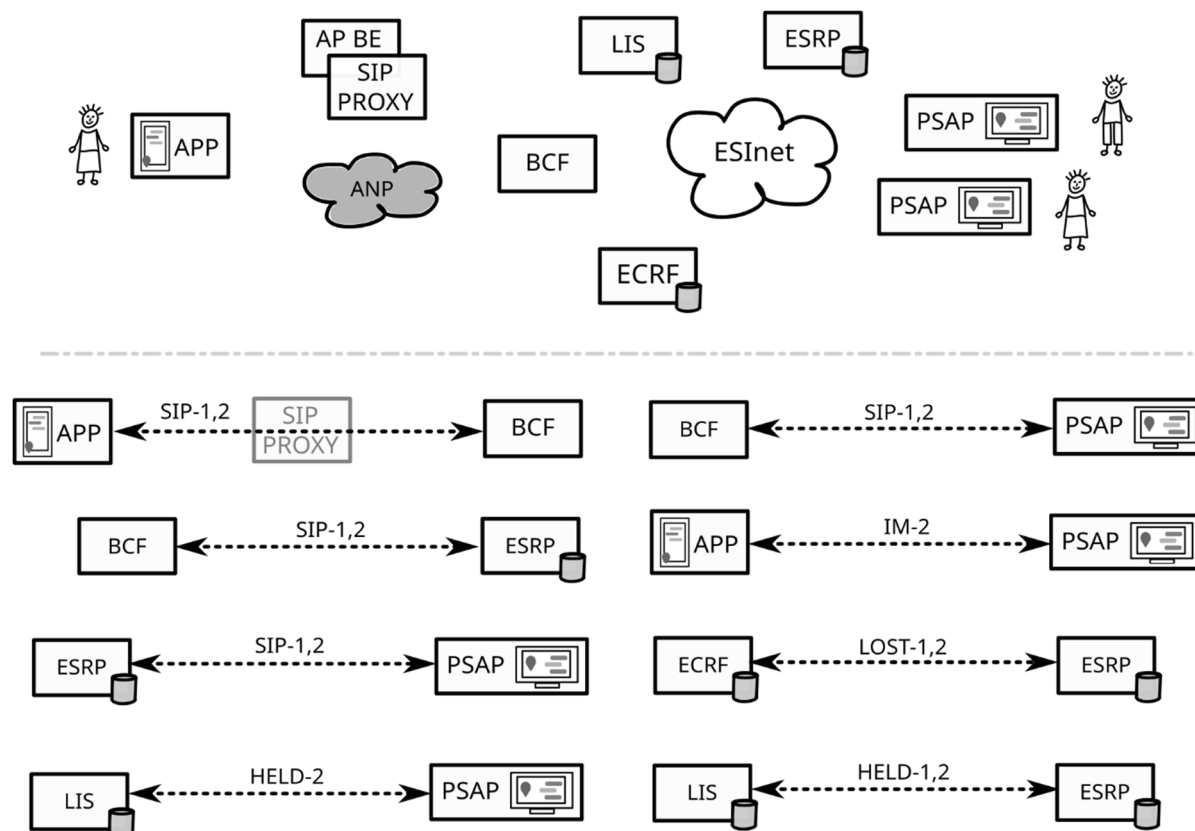 AP BE
SIP
PROXY
LIS
ESRP
APP
ANP
BCF
ESInet
PSAP
PSAP
ECRF
APP
SIP-1,2
SIP
PROXY
BCF
BCF
SIP-1,2
PSAP
BCF
SIP-1,2
ESRP
APP
IM-2
PSAP
ESRP
SIP-1,2
PSAP
ECRF
LOST-1,2
ESRP
LIS
HELD-2
PSAP
LIS
HELD-1,2
ESRP